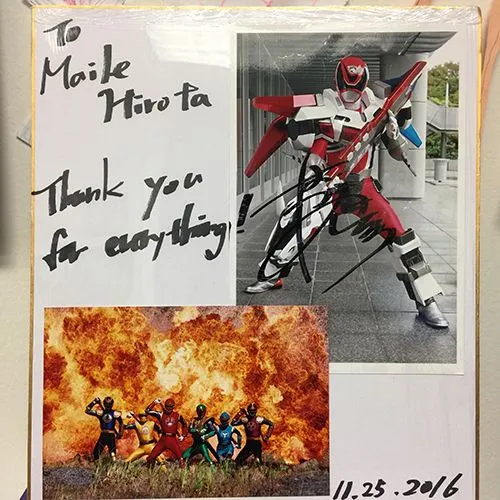 To
Maile
Hirota
Thank you
for everything!
11.25.2016